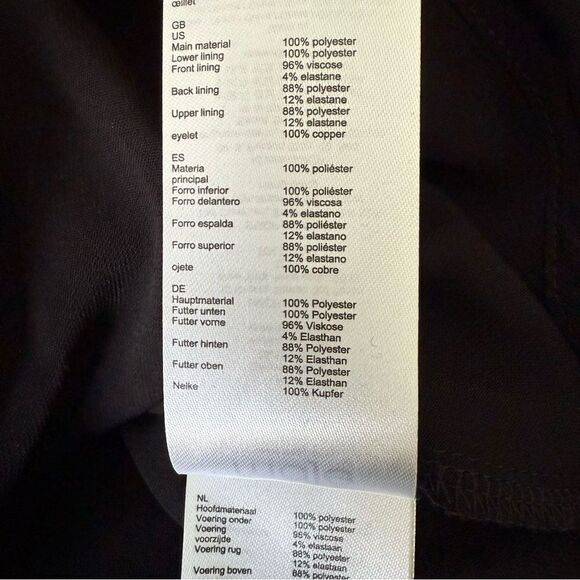 œillet
GB
US
Main material 100% polyester
Lower lining 100% polyester
Front lining 96% viscose
4% elastane
Back lining 88% polyester
12% elastane
Upper lining 88% polyester
12% elastane
eyelet 100% copper
ES
Materia 100% poliéster
principal
Forro inferior 100% poliéster
Forro delantero 96% viscosa
4% elastano
Forro espalda 88% poliéster
12% elastano
Forro superior 88% poliéster
12% elastano
ojete 100% cobre
DE
Hauptmaterial 100% Polyester
Futter unten 100% Polyester
Futter vorne 96% Viskose
4% Elasthan
Futter hinten 88% Polyester
12% Elasthan
Futter oben 88% Polyester
12% Elasthan
Nelke 100% Kupfer
NL
Hoofdmateriaal 100% polyester
Voering onder 100% polyester
Voering 96% viscose
voorzijde 4% elastaan
Voering rug 88% polyester
12% elastaan
Voering boven 88% polyester